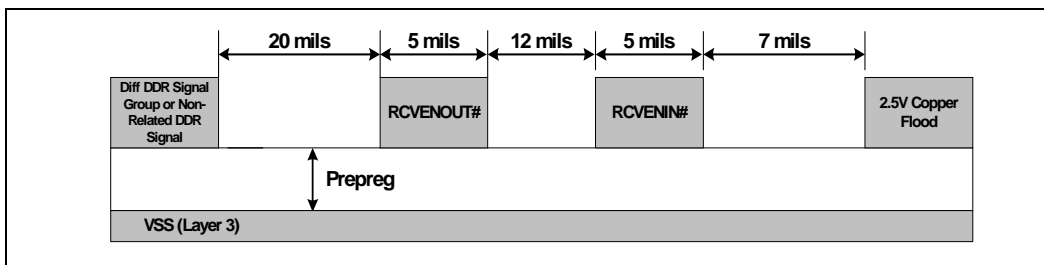 20 mils 5 mils 12 mils 5 mils 7 mils
Diff DDR Signal
Group or Non-
Related DDR
Signal
RCVENOUT#
RCVENIN#
2.5V Copper
Flood
Prepreg
VSS (Layer 3)